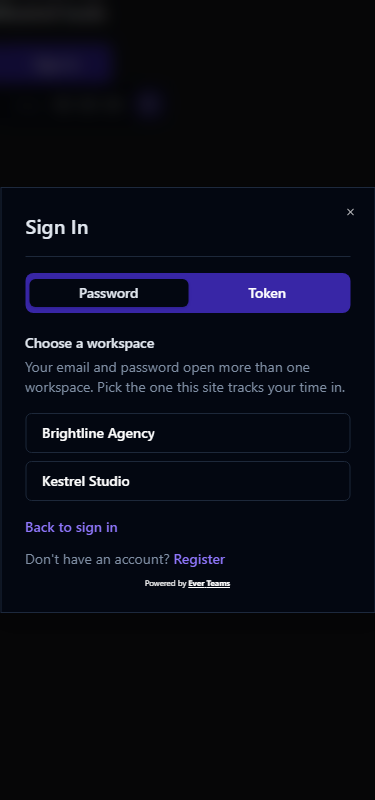 Sign In
×
Password
Token
Choose a workspace
Your email and password open more than one
workspace. Pick the one this site tracks your time in.
Brightline Agency
Kestrel Studio
Back to sign in
Don't have an account? Register
Powered by Ever Teams